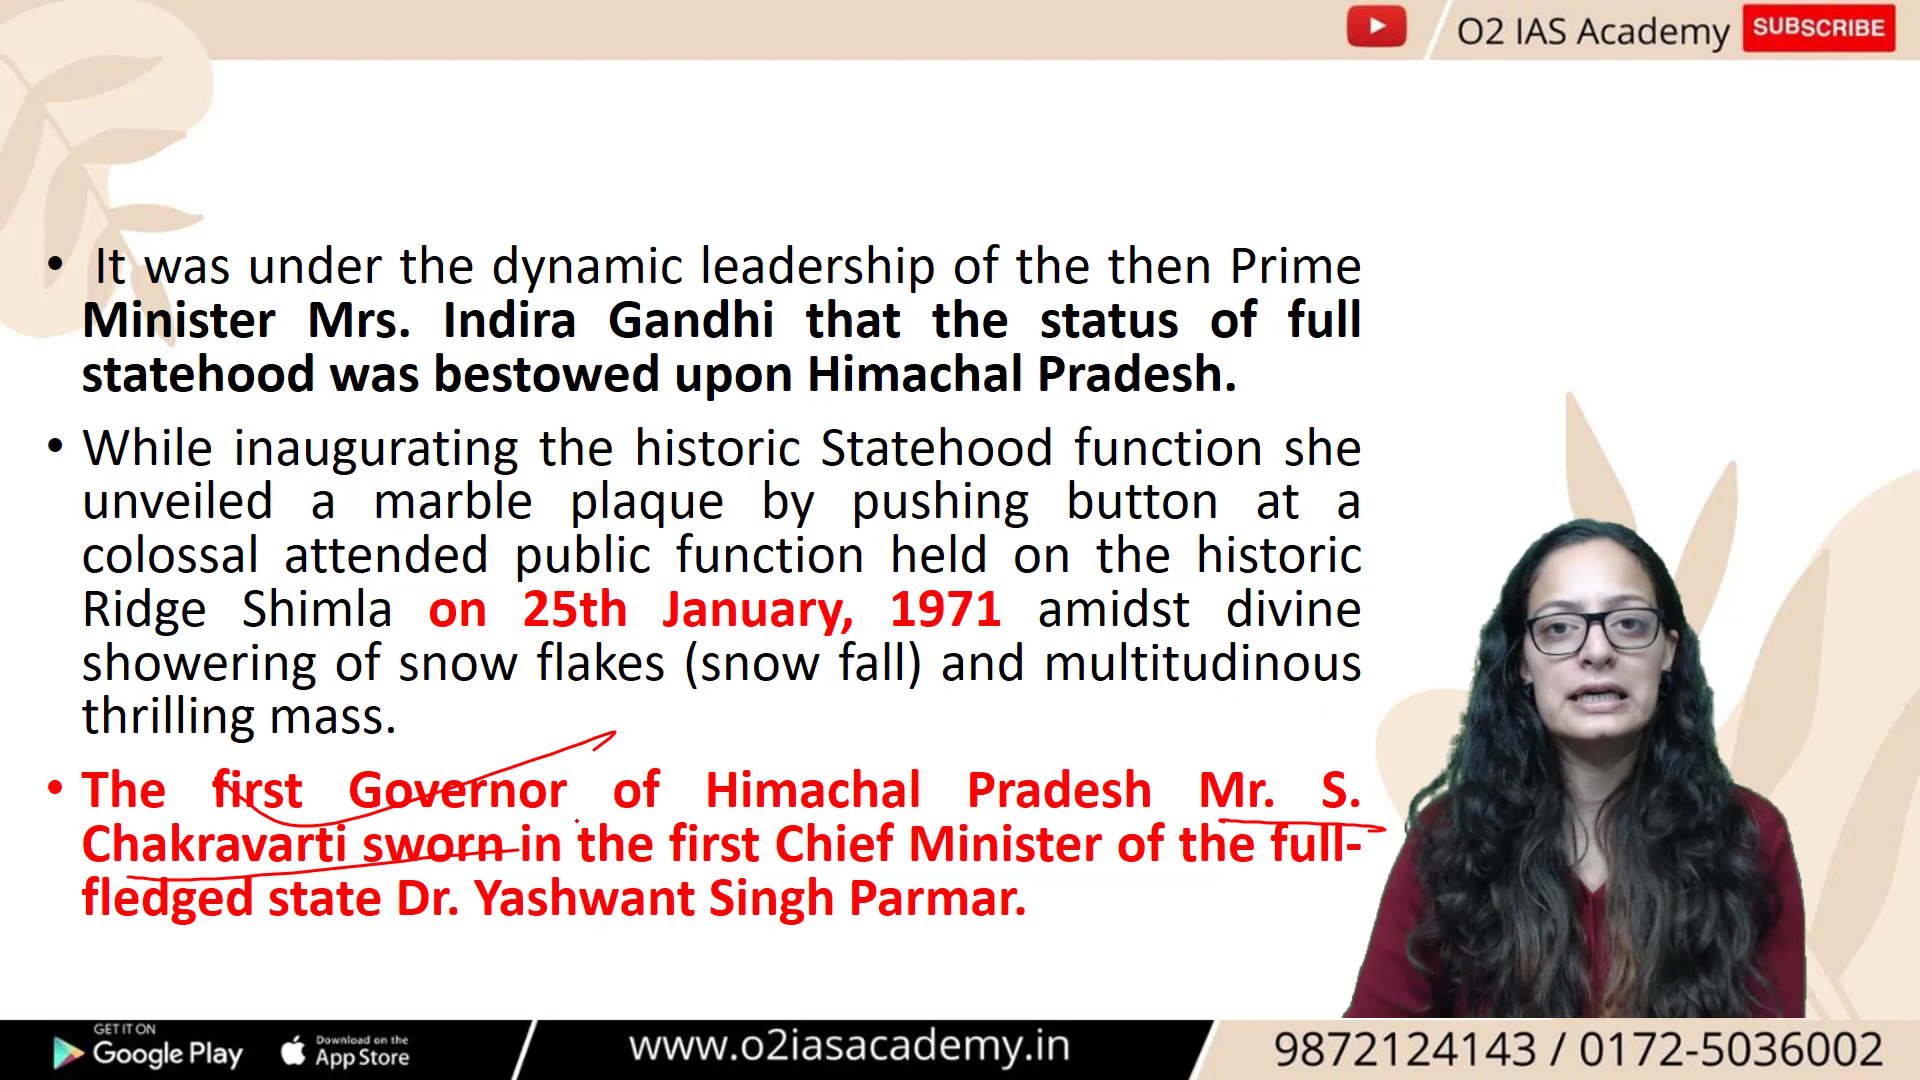 O2 IAS Academy SUBSCRIBE
• It was under the dynamic leadership of the then Prime
Minister Mrs. Indira Gandhi that the status of full
statehood was bestowed upon Himachal Pradesh.
• While inaugurating the historic Statehood function she
unveiled a marble plaque by pushing button at a
colossal attended public function held on the historic
Ridge Shimla on 25th January, 1971 amidst divine
showering of snow flakes (snow fall) and multitudinous
thrilling mass.
• The first Governor of Himachal Pradesh Mr. S.
Chakravarti sworn in the first Chief Minister of the full-
fledged state Dr. Yashwant Singh Parmar.
GET IT ON
Google Play
Download on the
App Store
www.o2iasacademy.in
9872124143 / 0172-5036002